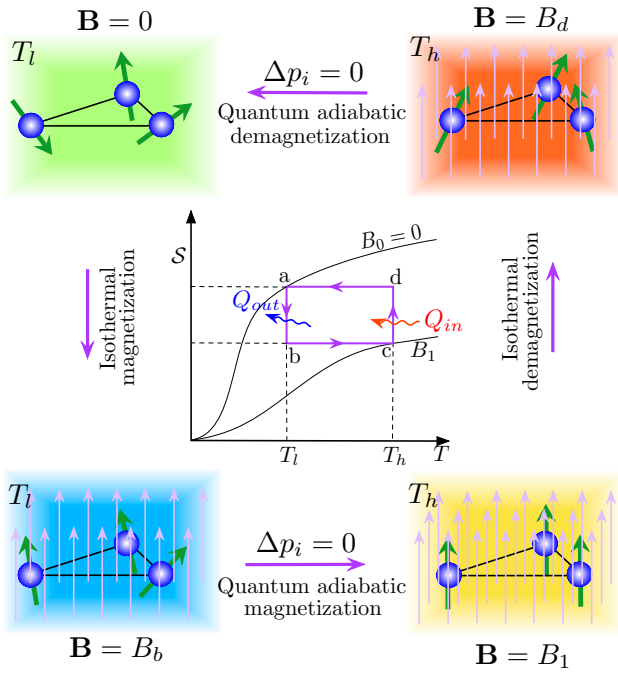 𝐁 = 0
𝐁 = B_d
T_l
T_h
Δp_i = 0
Quantum adiabatic
demagnetization
S
B_0 = 0
a
d
Q_out
Q_in
b
c
B_1
T_l
T_h
T
Isothermal
magnetization
Isothermal
demagnetization
T_l
T_h
Δp_i = 0
Quantum adiabatic
magnetization
𝐁 = B_b
𝐁 = B_1